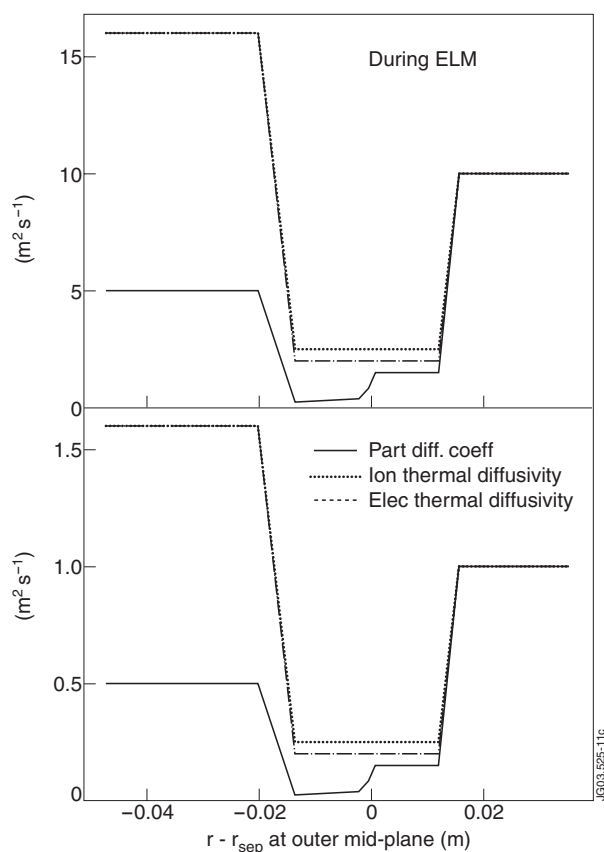 During ELM
15
10
5
0
(m² s⁻¹)
Part diff. coeff
Ion thermal diffusivity
Elec thermal diffusivity
1.5
1.0
0.5
0
(m² s⁻¹)
−0.04 −0.02 0 0.02
r - r_sep at outer mid-plane (m)
JG03.525-11c